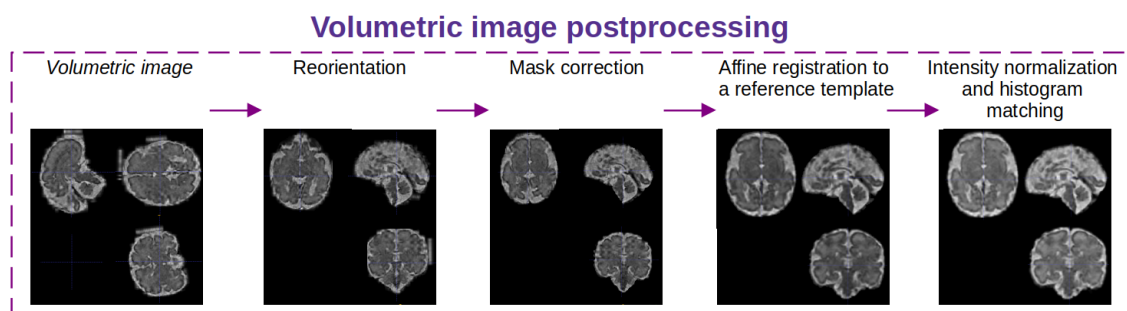 Volumetric image postprocessing
Volumetric image
Reorientation
Mask correction
Affine registration to
a reference template
Intensity normalization
and histogram
matching